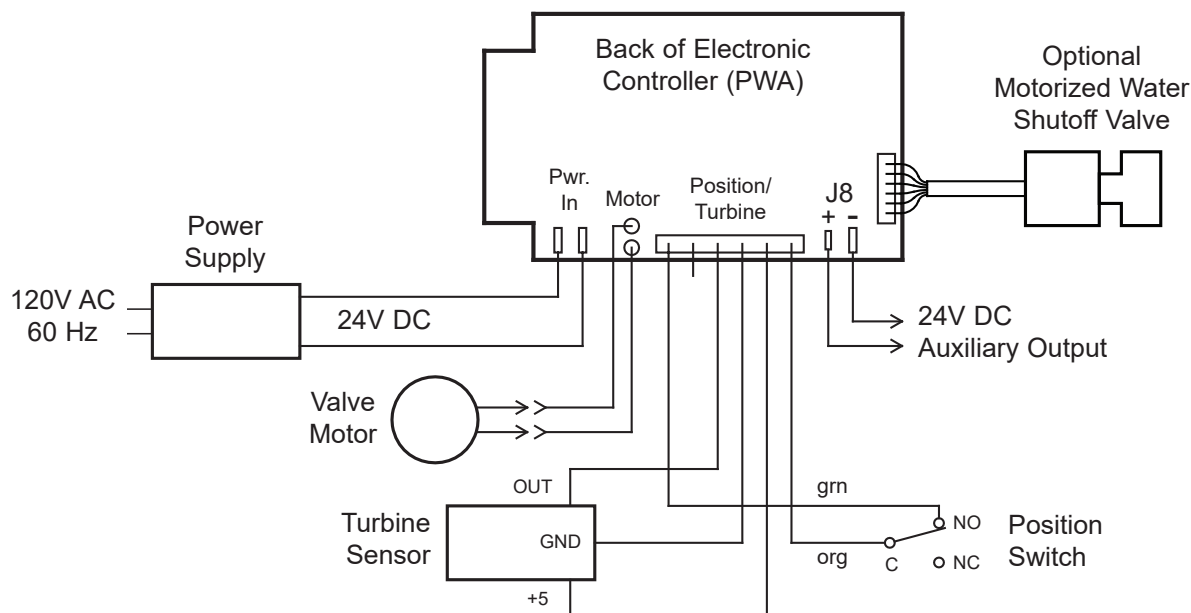 Back of Electronic
Controller (PWA)
Optional
Motorized Water
Shutoff Valve
Pwr.
In
Motor
Position/
Turbine
J8
+ -
Power
Supply
120V AC
60 Hz
24V DC
24V DC
Auxiliary Output
Valve
Motor
OUT
Turbine
Sensor
GND
+5
grn
org
NO
C
NC
Position
Switch